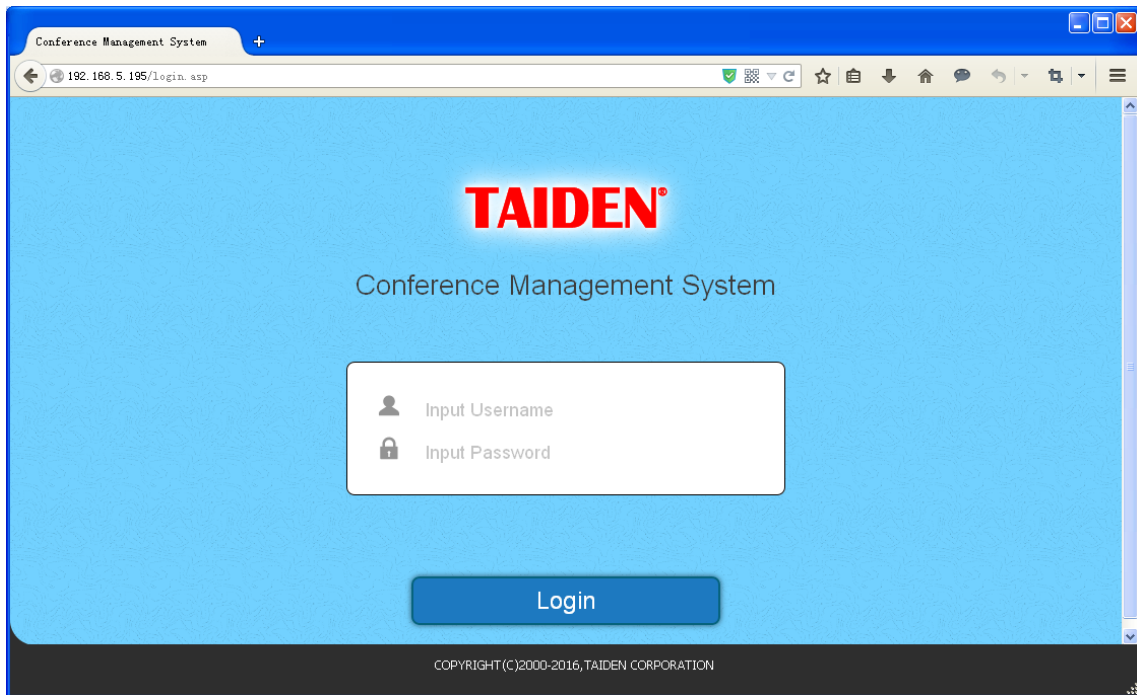 Conference Management System
192.168.5.195/login.asp
TAIDEN®
Conference Management System
Input Username
Input Password
Login
COPYRIGHT(C)2000-2016,TAIDEN CORPORATION